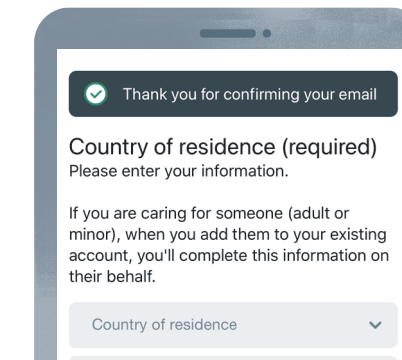 Thank you for confirming your email
Country of residence (required)
Please enter your information.
If you are caring for someone (adult or
minor), when you add them to your existing
account, you'll complete this information on
their behalf.
Country of residence